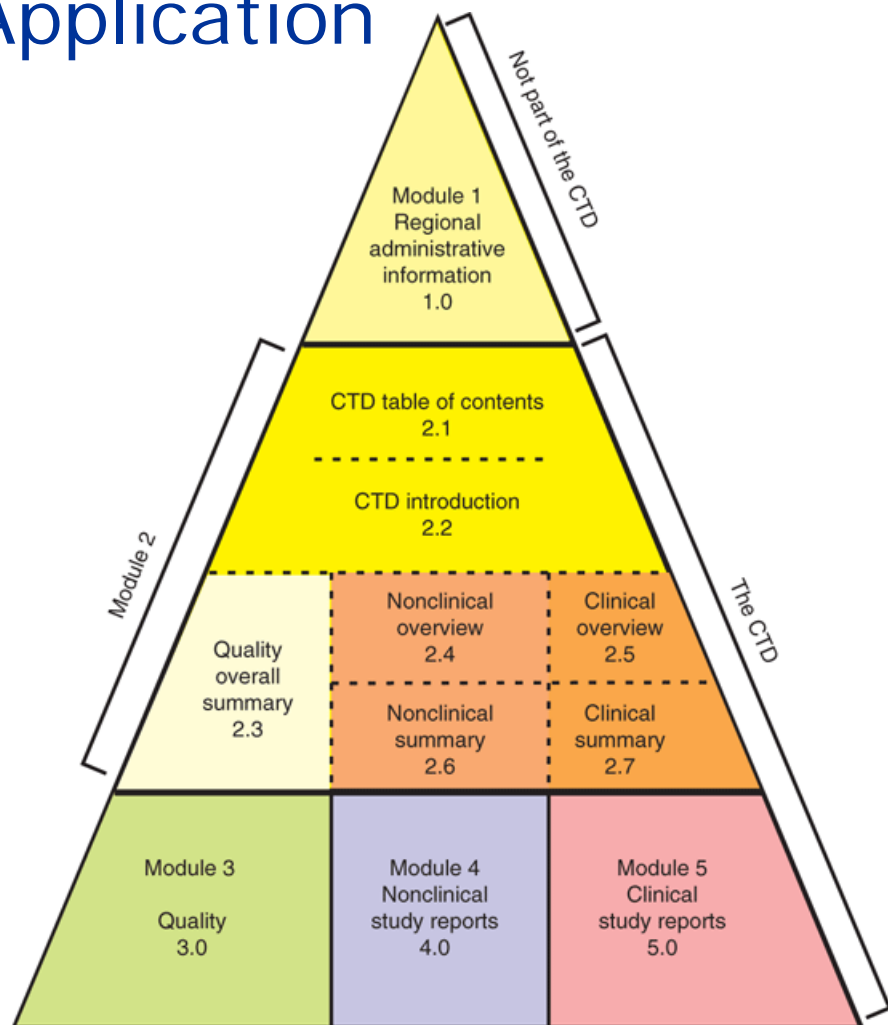 Application
Not part of the CTD
Module 1
Regional
administrative
information
1.0
CTD table of contents
2.1
CTD introduction
2.2
Module 2
The CTD
Quality
overall
summary
2.3
Nonclinical
overview
2.4
Clinical
overview
2.5
Nonclinical
summary
2.6
Clinical
summary
2.7
Module 3
Quality
3.0
Module 4
Nonclinical
study reports
4.0
Module 5
Clinical
study reports
5.0